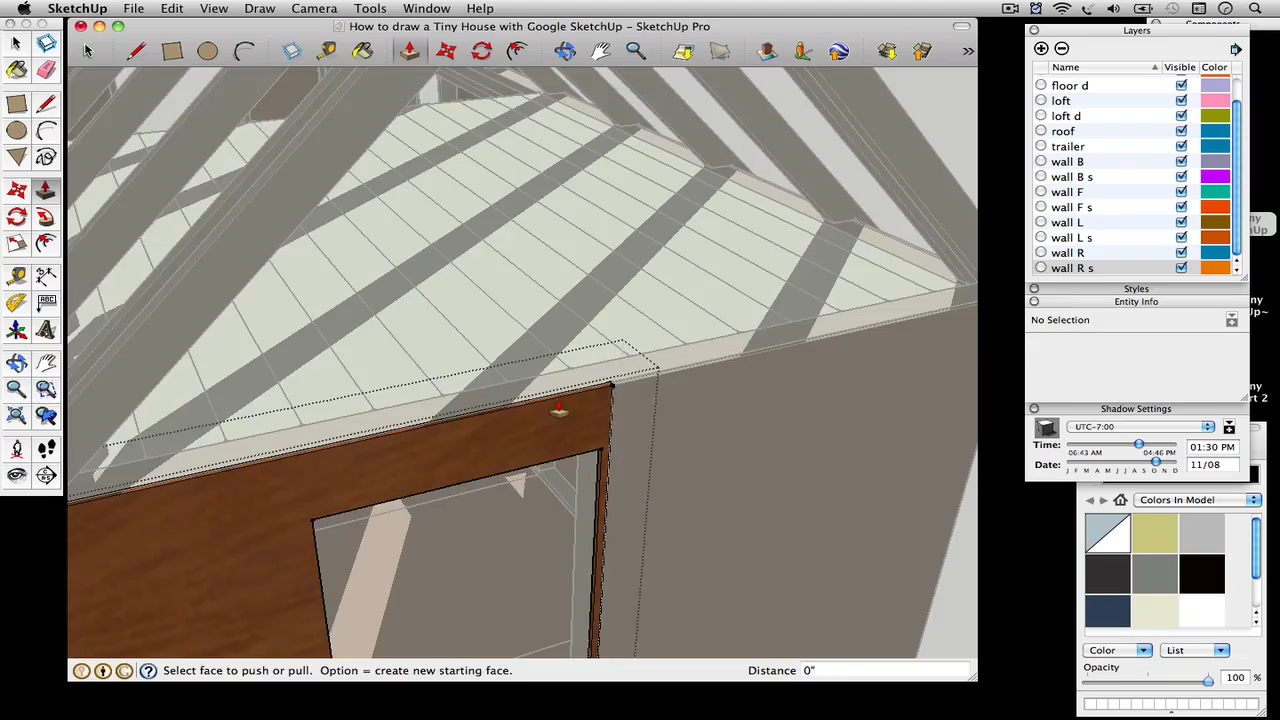 SketchUp File Edit View Draw Camera Tools Window Help
How to draw a Tiny House with Google SketchUp – SketchUp Pro
Layers
Name Visible Color
floor d
loft
loft d
roof
trailer
wall B
wall B s
wall F
wall F s
wall L
wall L s
wall R
wall R s
Styles
Entity Info
No Selection
Shadow Settings
UTC-7:00
Time: 06:43 AM 04:46 PM 01:30 PM
Date: J F M A M J J A S O N D 11/08
Colors In Model
Color List
Opacity
100 %
ABC
Select face to push or pull. Option = create new starting face.
Distance 0"